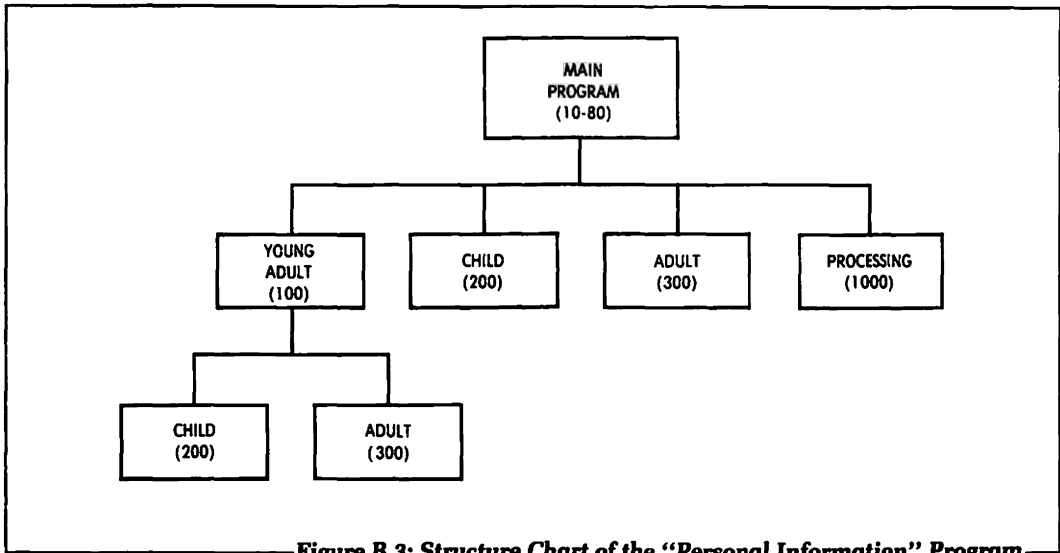 MAIN
PROGRAM
(10-80)
YOUNG
ADULT
(100)
CHILD
(200)
ADULT
(300)
PROCESSING
(1000)
CHILD
(200)
ADULT
(300)
Figure B.3: Structure Chart of the “Personal Information” Program